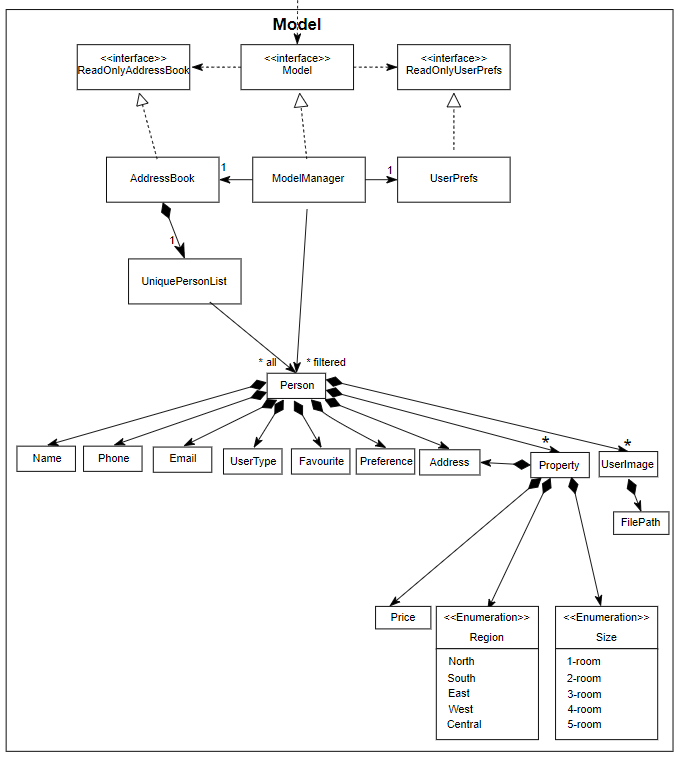 Model
<<interface>>
ReadOnlyAddressBook
<<interface>>
Model
<<interface>>
ReadOnlyUserPrefs
AddressBook
1
ModelManager
1
UserPrefs
1
UniquePersonList
* all
* filtered
Person
*
*
Name
Phone
Email
UserType
Favourite
Preference
Address
Property
UserImage
FilePath
Price
<<Enumeration>>
Region
North
South
East
West
Central
<<Enumeration>>
Size
1-room
2-room
3-room
4-room
5-room